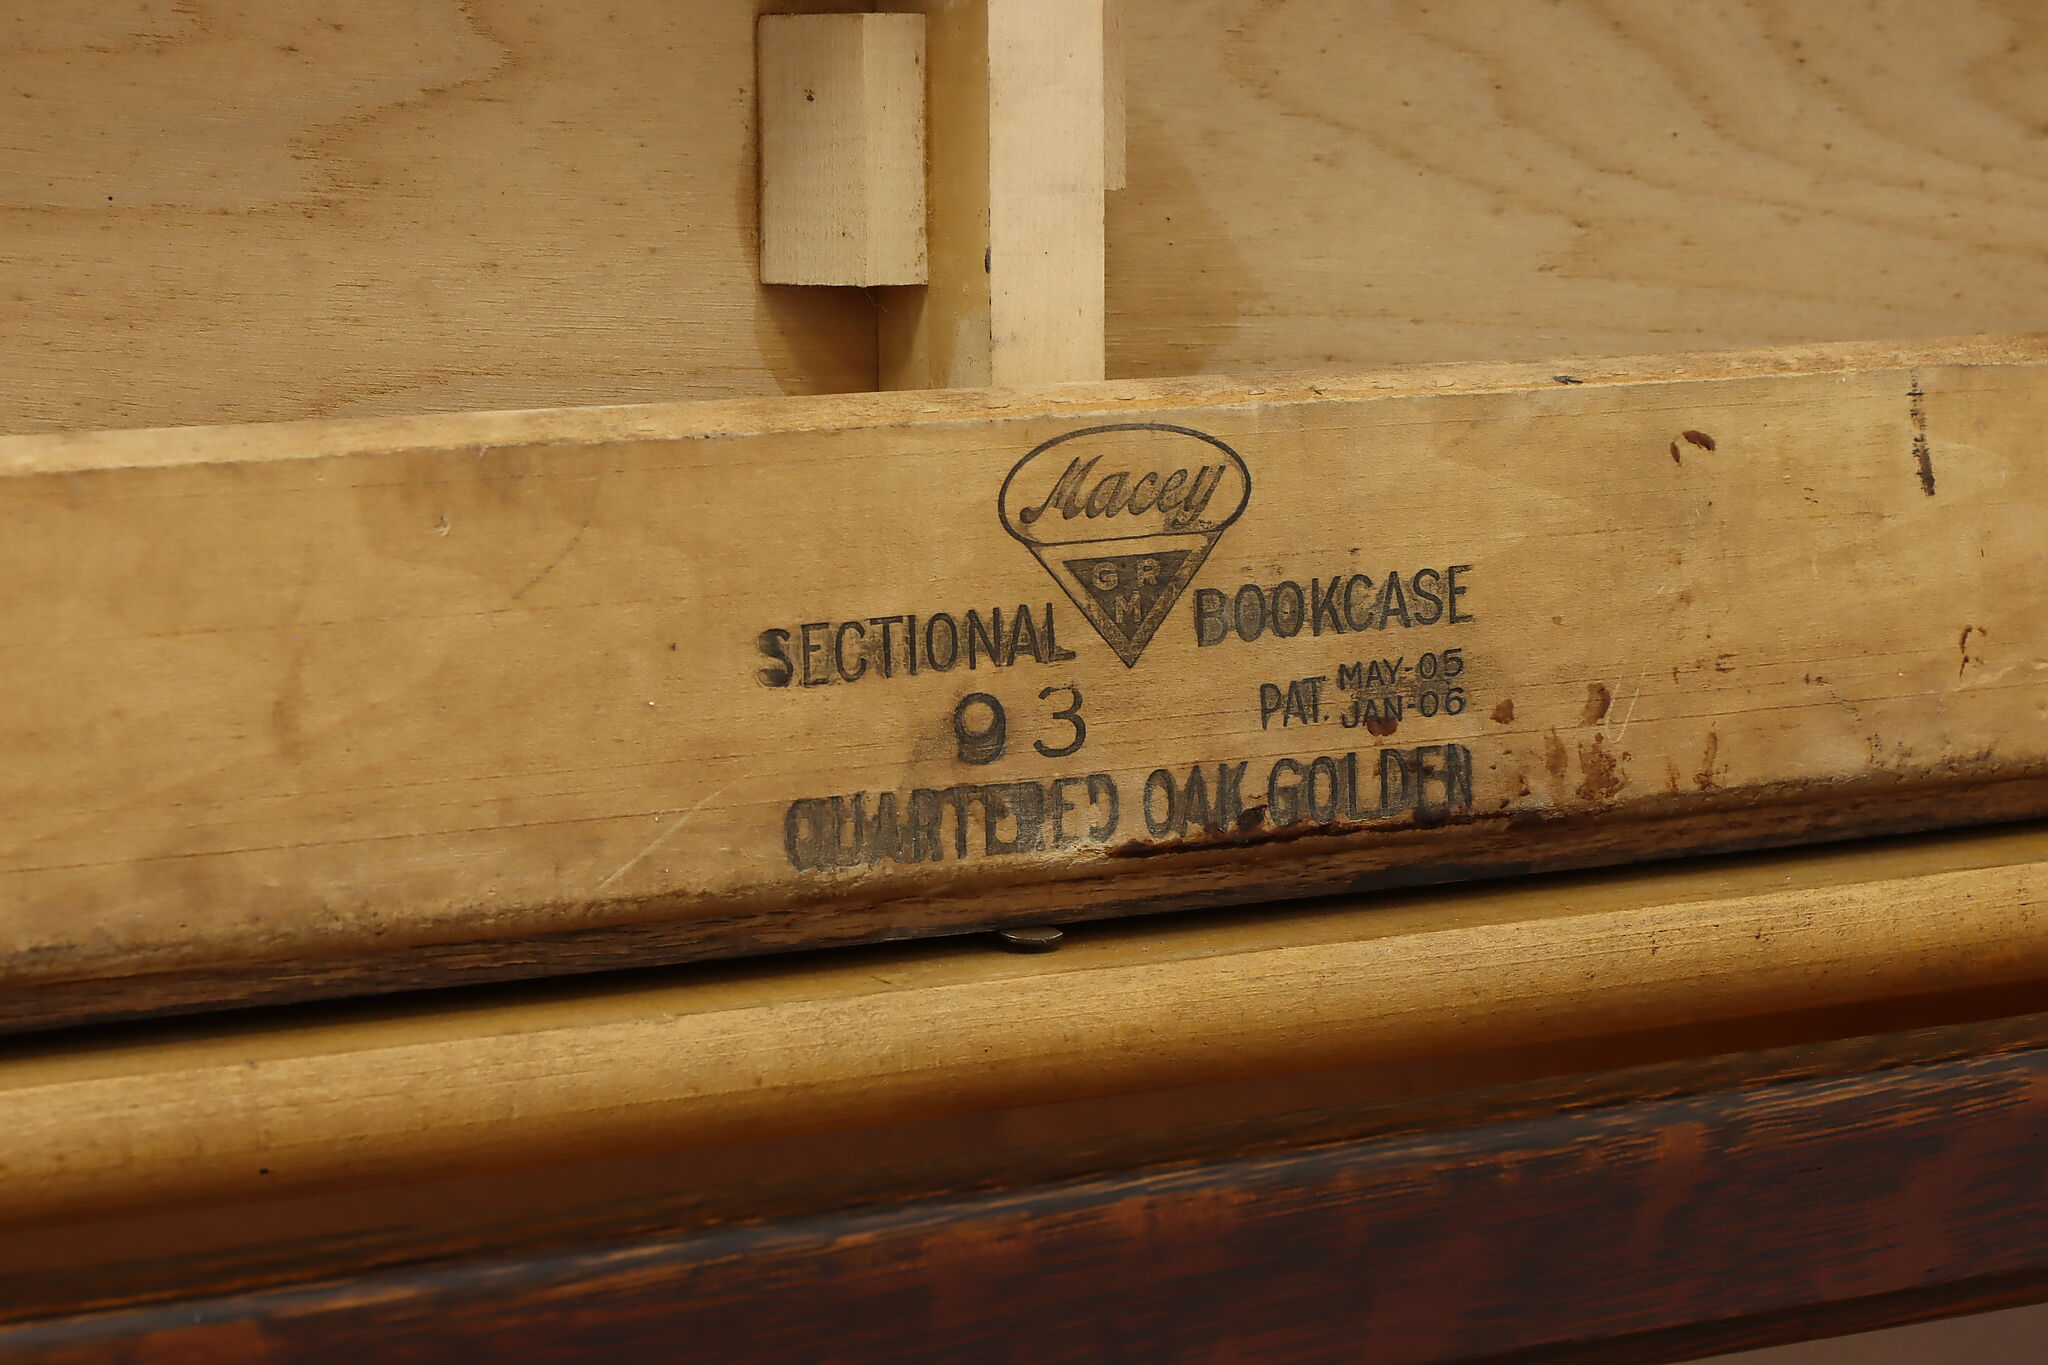 Macey
G R
M
SECTIONAL BOOKCASE
93 PAT. MAY-05
JAN-06
QUARTERED OAK GOLDEN